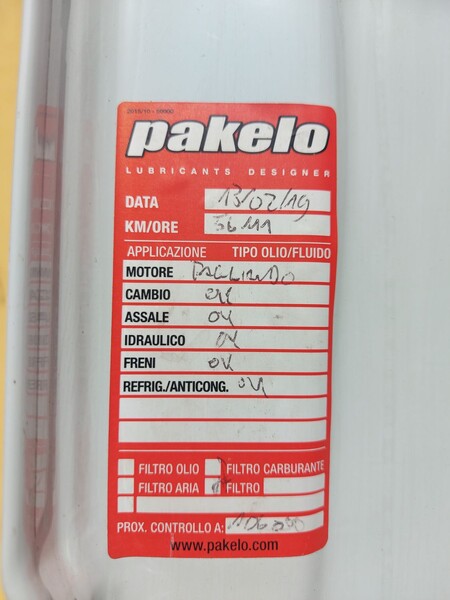 pakelo
LUBRICANTS DESIGNER
DATA 13/02/19
KM/ORE 56111
APPLICAZIONE TIPO OLIO/FLUIDO
MOTORE
CAMBIO OK
ASSALE OK
IDRAULICO OK
FRENI OK
REFRIG./ANTICONG. OK
FILTRO OLIO FILTRO CARBURANTE
FILTRO ARIA FILTRO
PROX. CONTROLLO A:
www.pakelo.com